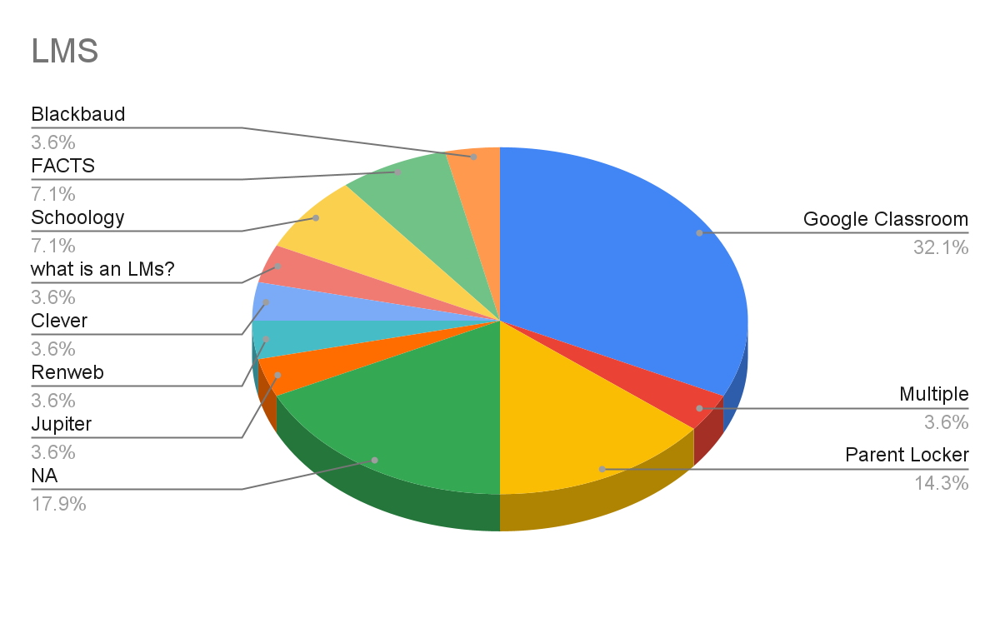 LMS
Blackbaud
3.6%
FACTS
7.1%
Schoology
7.1%
what is an LMs?
3.6%
Clever
3.6%
Renweb
3.6%
Jupiter
3.6%
NA
17.9%
Google Classroom
32.1%
Multiple
3.6%
Parent Locker
14.3%